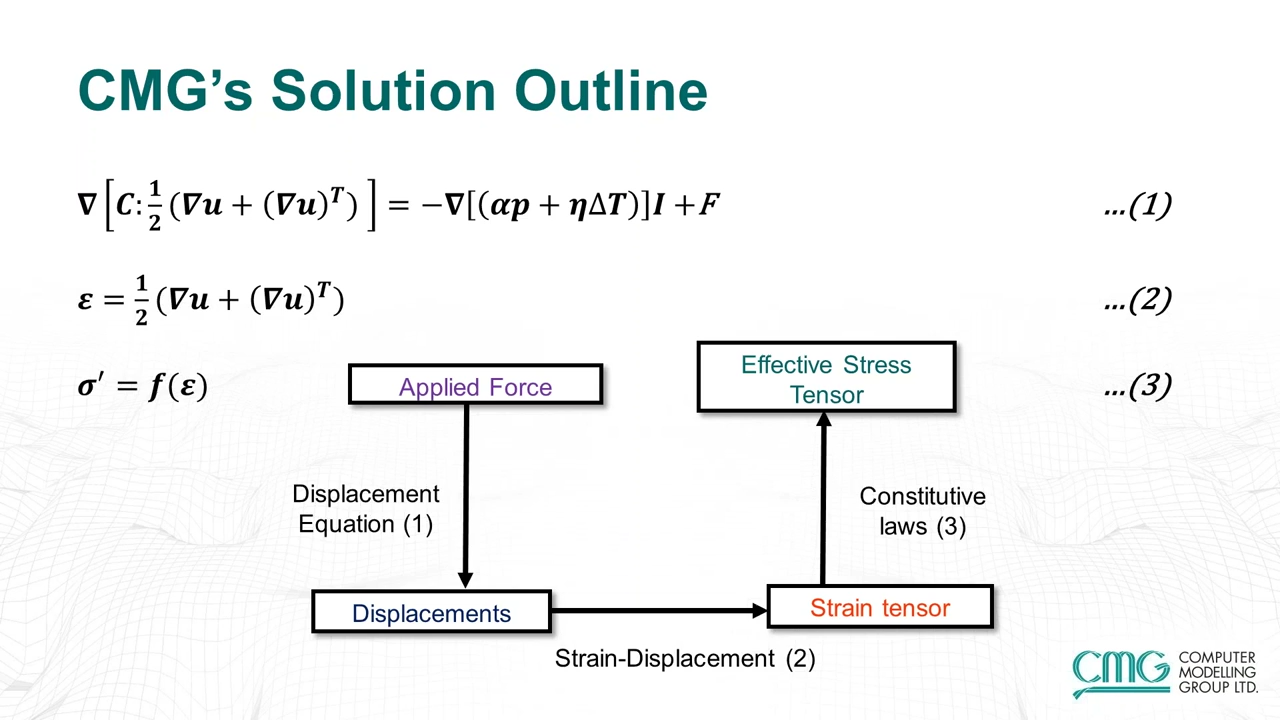 CMG’s Solution Outline
∇ [C: 1/2 (∇u + (∇u)^T) ] = −∇[(αp + ηΔT)]I + F ...(1)
ε = 1/2 (∇u + (∇u)^T) ...(2)
σ′ = f(ε) ...(3)
Applied Force
Effective Stress
Tensor
Displacement
Equation (1)
Constitutive
laws (3)
Displacements
Strain tensor
Strain-Displacement (2)
CMG
COMPUTER
MODELLING
GROUP LTD.